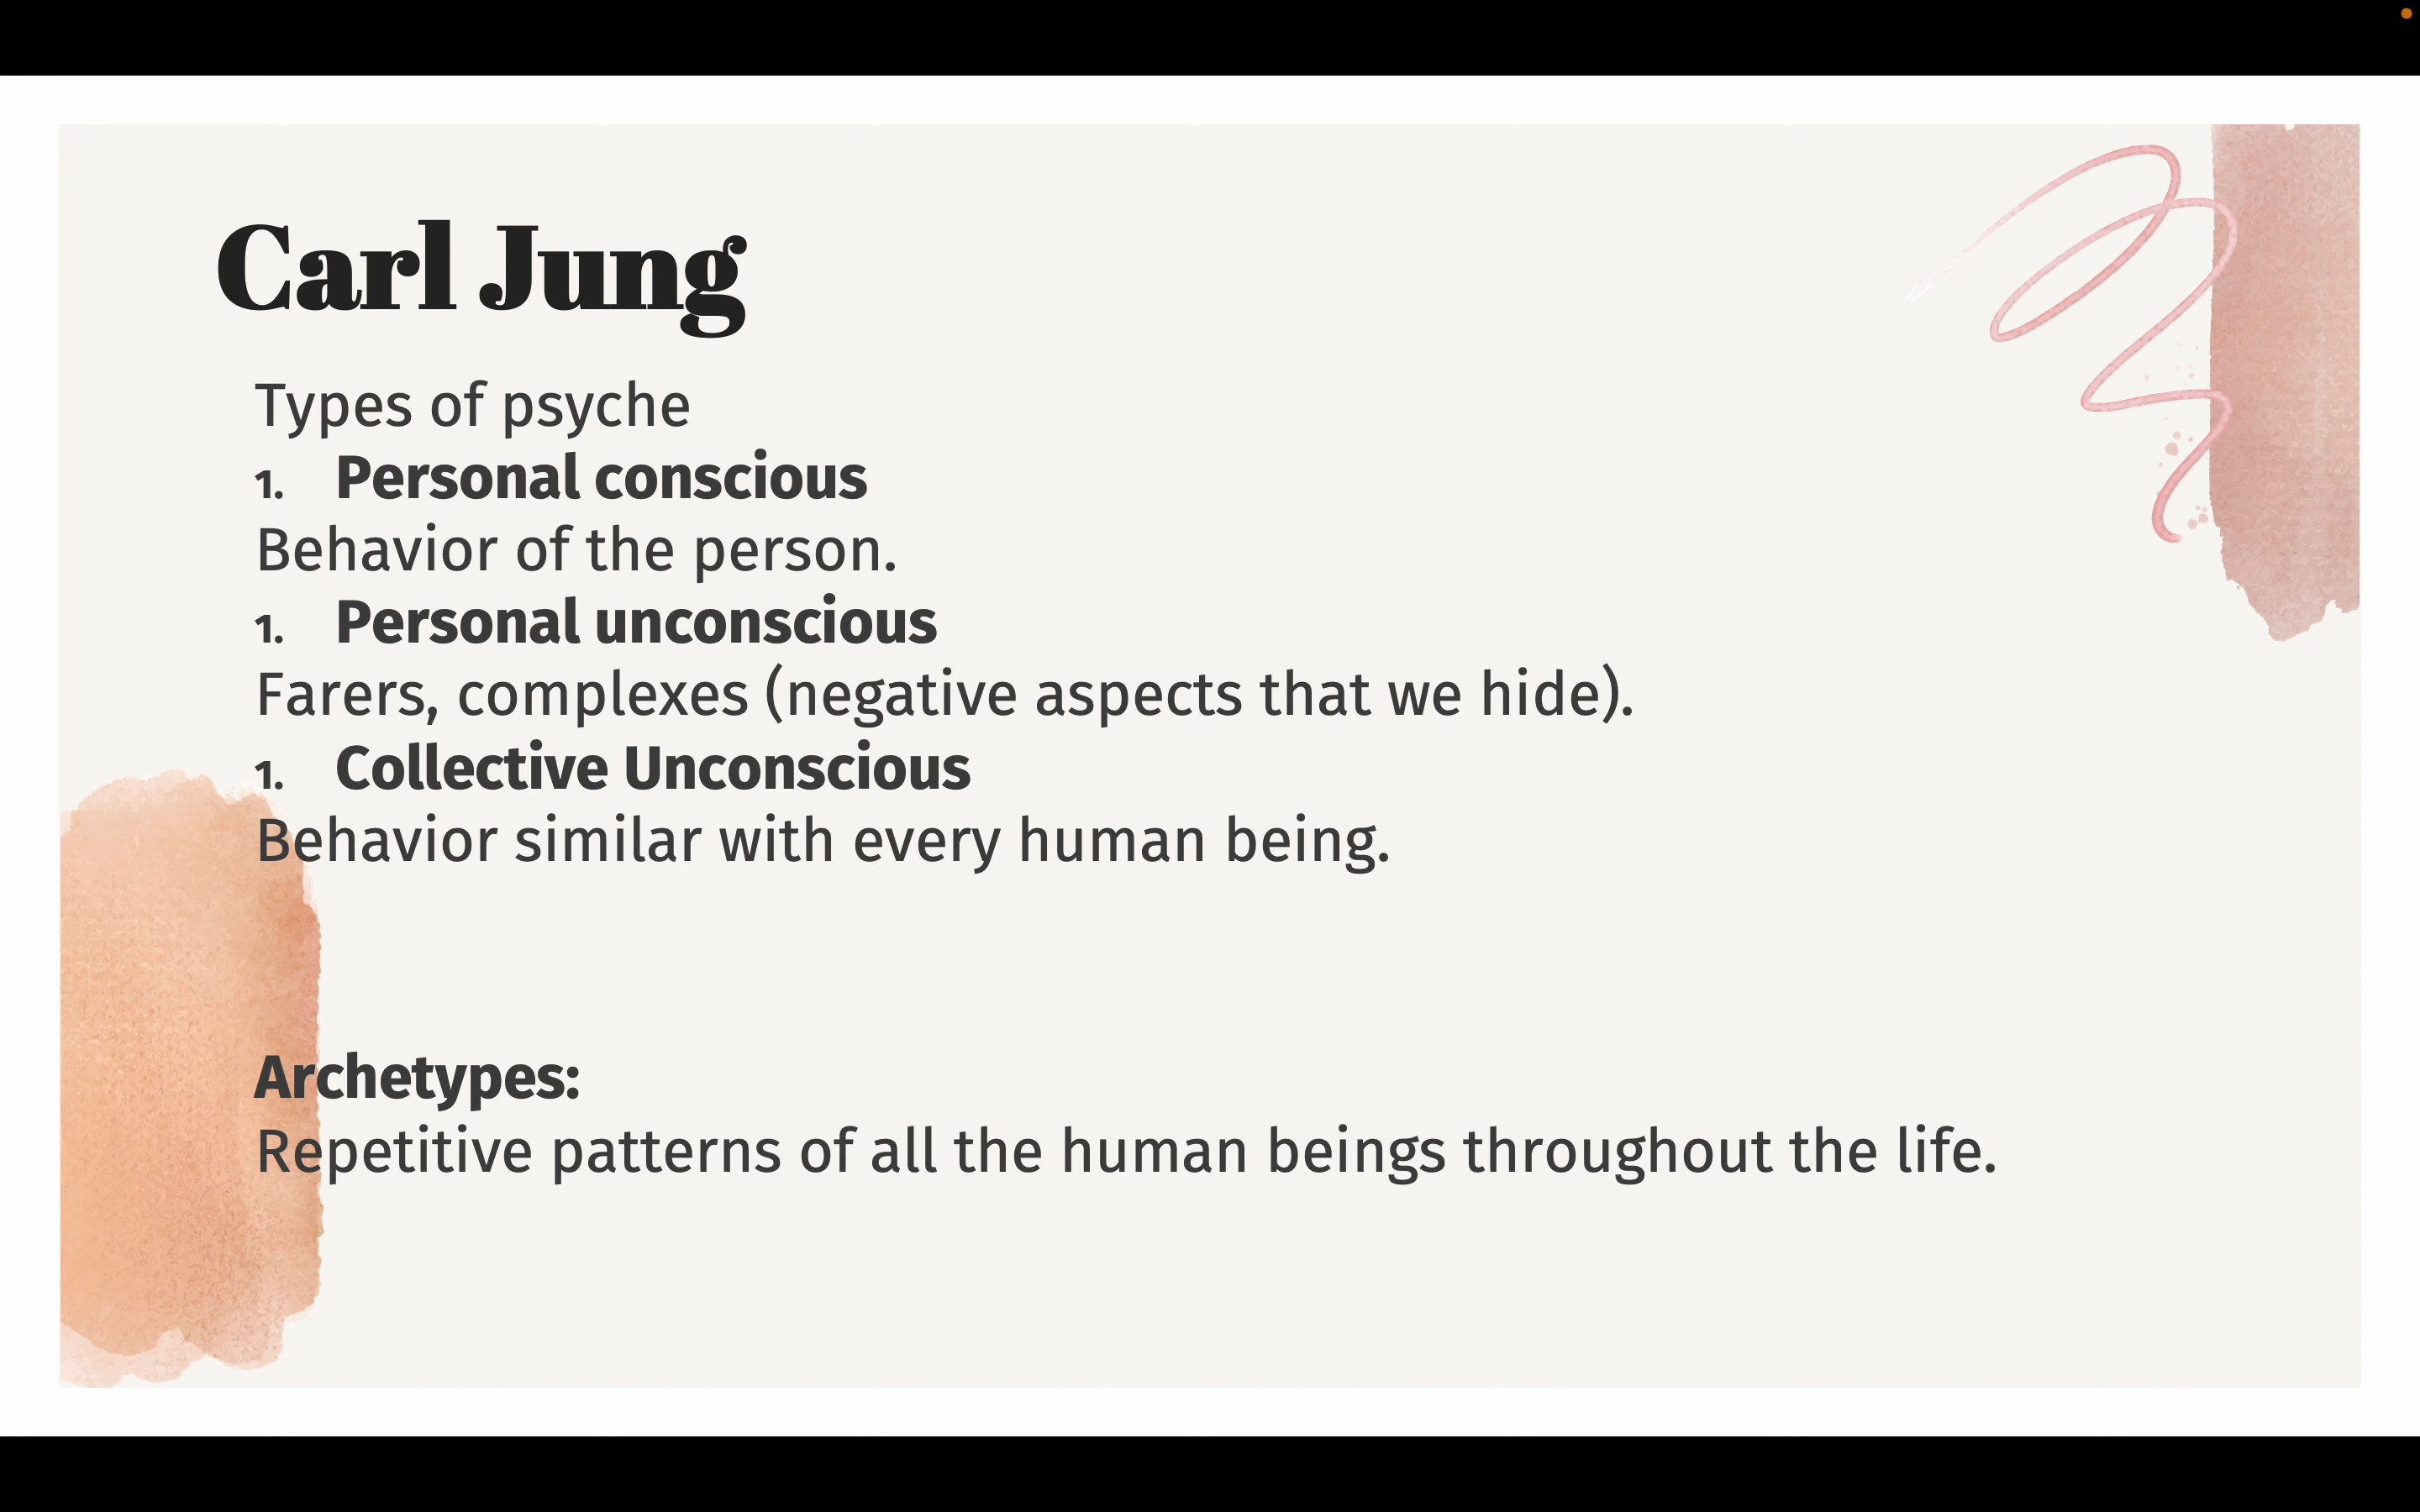 Carl Jung
Types of psyche
1. Personal conscious
Behavior of the person.
1. Personal unconscious
Farers, complexes (negative aspects that we hide).
1. Collective Unconscious
Behavior similar with every human being.
Archetypes:
Repetitive patterns of all the human beings throughout the life.